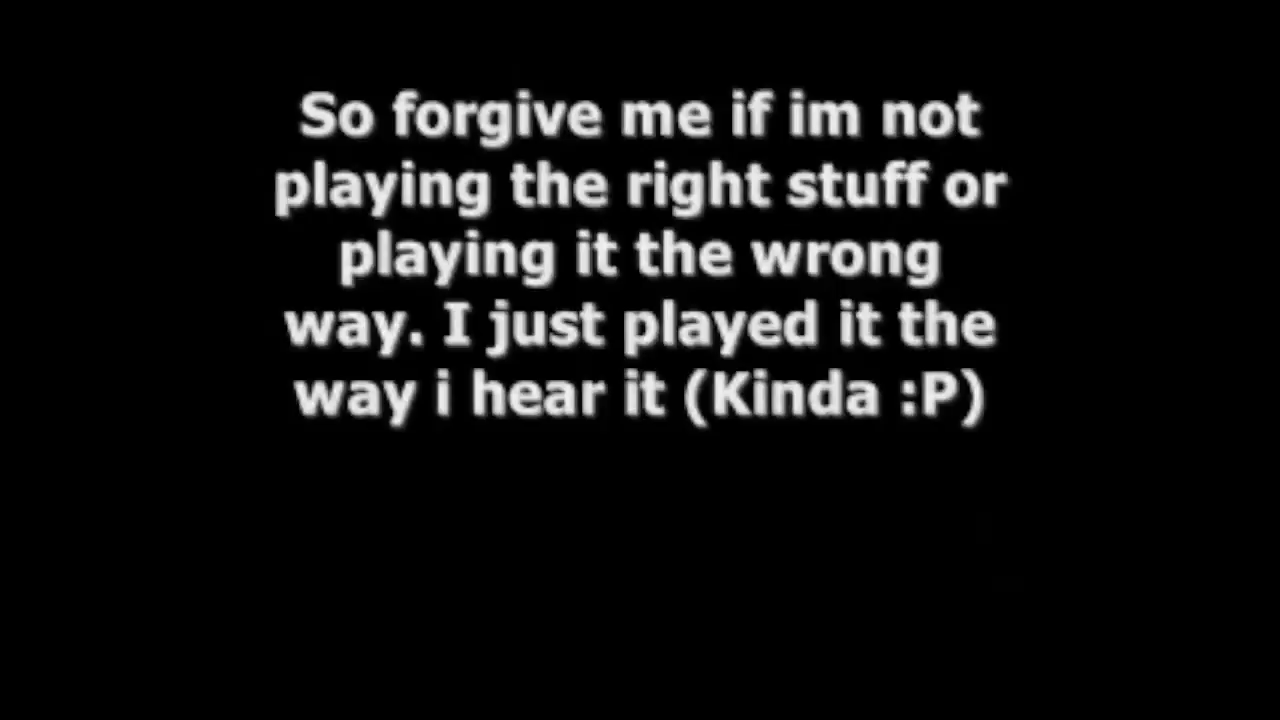 So forgive me if im not
playing the right stuff or
playing it the wrong
way. I just played it the
way i hear it (Kinda :P)